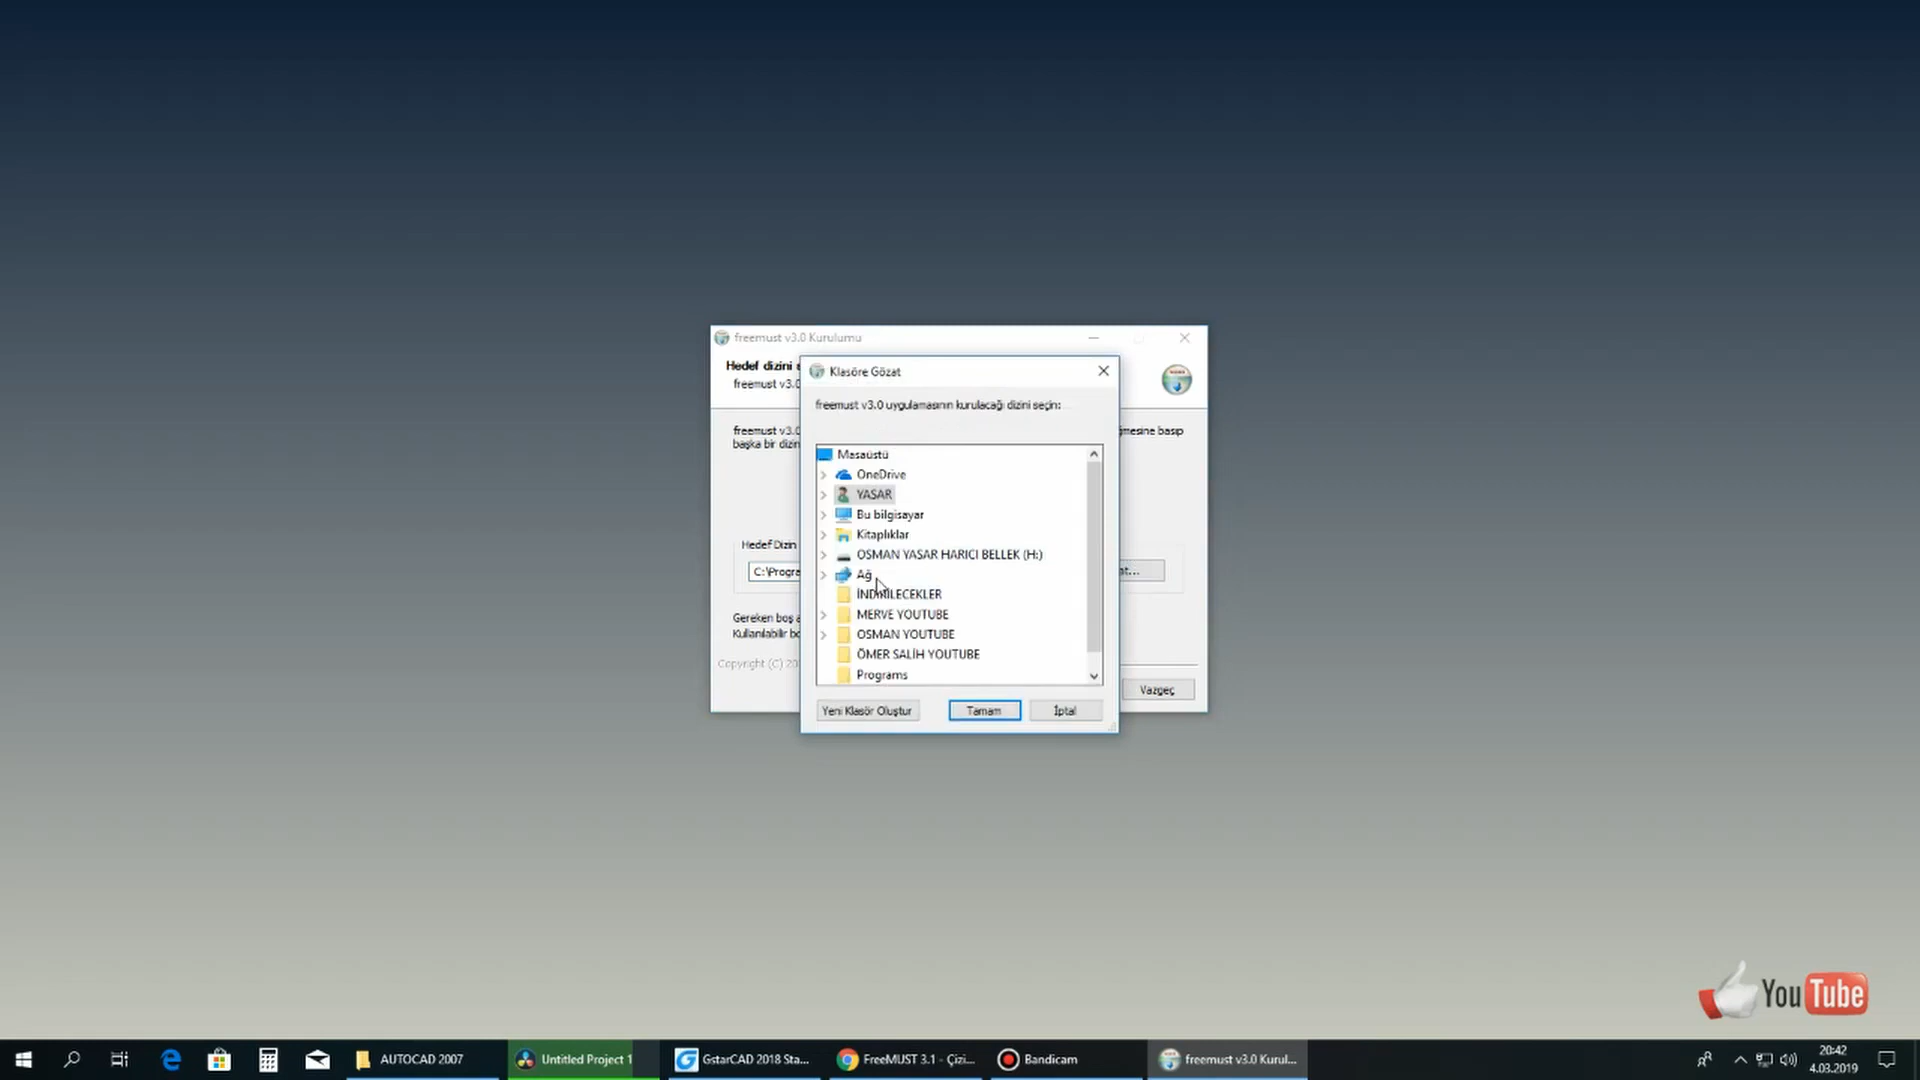 freemust v3.0 Kurulumu
Hedef dizini
freemust v3.0
Klasöre Gözat
freemust v3.0 uygulamasının kurulacağı dizini seçin:
freemust v3.0
başka bir dizin
basıp
Masaüstü
OneDrive
YASAR
Bu bilgisayar
Kitaplıklar
OSMAN YASAR HARICI BELLEK (H:)
Ağ
İNDİRİLECEKLER
MERVE YOUTUBE
OSMAN YOUTUBE
ÖMER SALİH YOUTUBE
Programs
Hedef Dizin
C:\Progra
Gereken boş a
Kullanılabilir bo
Copyright (C) 20
Yeni Klasör Oluştur
Tamam
İptal
Vazgeç
YouTube
AUTOCAD 2007
Untitled Project 1
GstarCAD 2018 Sta...
FreeMUST 3.1 - Çizi...
Bandicam
freemust v3.0 Kurul...
20:42
4.03.2019